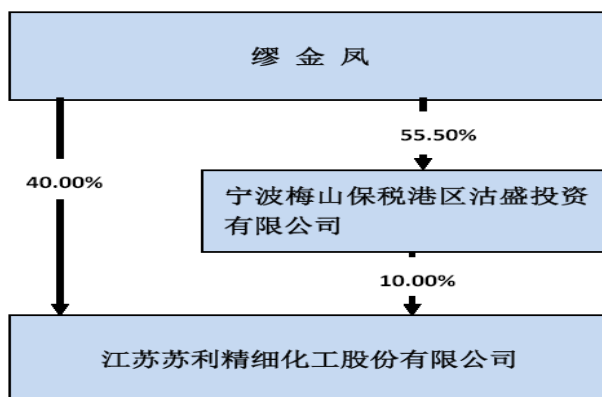 缪 金 凤
55.50%
40.00%
宁波梅山保税港区沽盛投资
有限公司
10.00%
江苏苏利精细化工股份有限公司